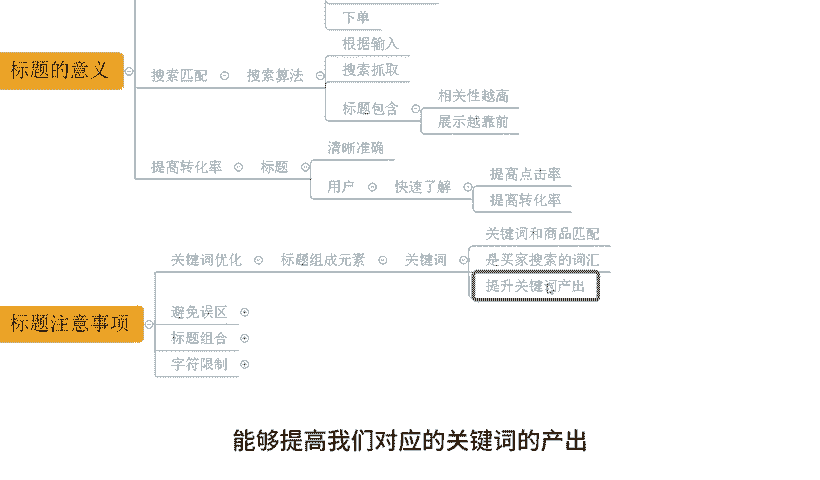 下单
标题的意义
搜索匹配
搜索算法
根据输入
搜索抓取
标题包含
相关性越高
展示越靠前
提高转化率
标题
清晰准确
用户
快速了解
提高点击率
提高转化率
标题注意事项
关键词优化
标题组成元素
关键词
关键词和商品匹配
是买家搜索的词汇
提升关键词产出
避免误区
标题组合
字符限制
能够提高我们对应的关键词的产出